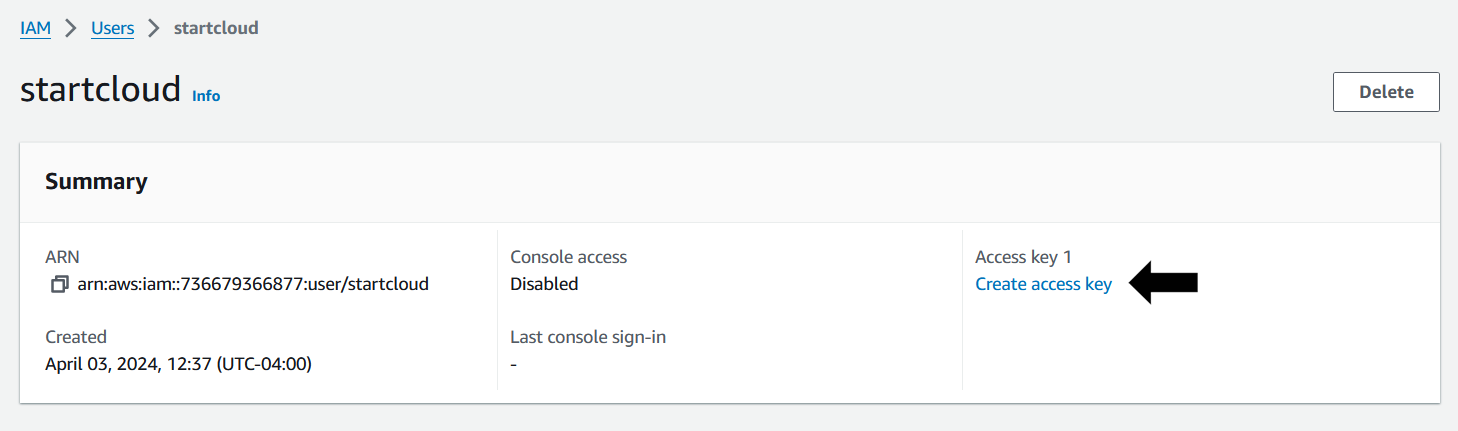 IAM > Users > startcloud
startcloud Info
Delete
Summary
ARN
arn:aws:iam::736679366877:user/startcloud
Created
April 03, 2024, 12:37 (UTC-04:00)
Console access
Disabled
Last console sign-in
-
Access key 1
Create access key